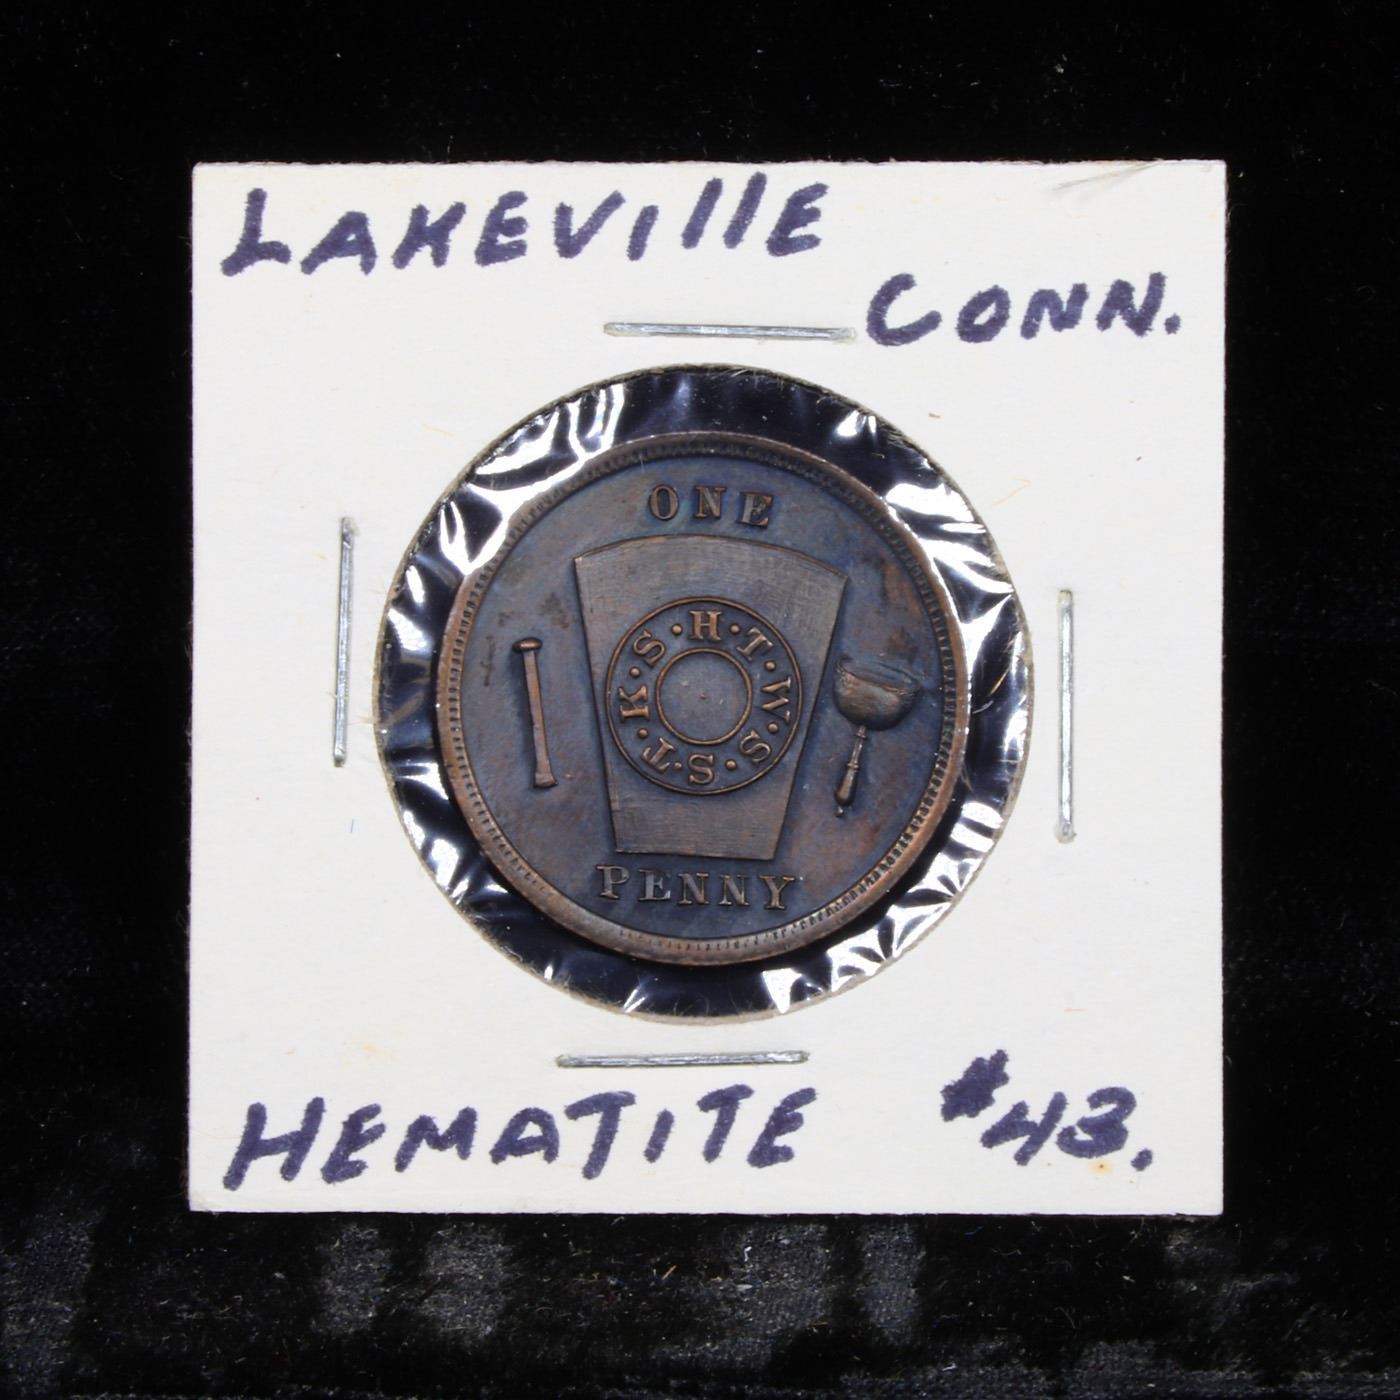 LAKEVIllE
CONN.
ONE
H·T·W·S·S·T·K·S·
PENNY
HEMATITE #43.